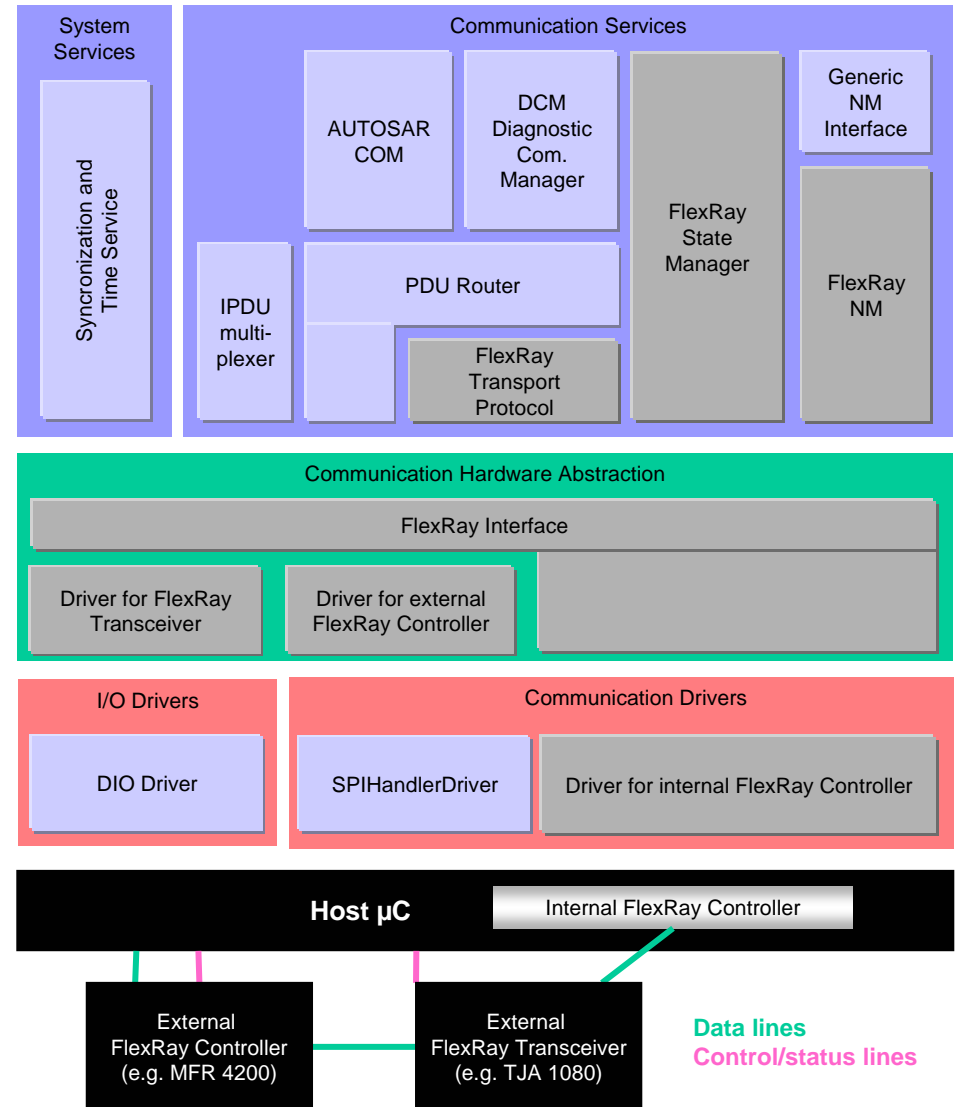 System
Services
Syncronization and
Time Service
Communication Services
AUTOSAR
COM
DCM
Diagnostic
Com.
Manager
FlexRay
State
Manager
Generic
NM
Interface
FlexRay
NM
IPDU
multi-
plexer
PDU Router
FlexRay
Transport
Protocol
Communication Hardware Abstraction
FlexRay Interface
Driver for FlexRay
Transceiver
Driver for external
FlexRay Controller
I/O Drivers
DIO Driver
Communication Drivers
SPIHandlerDriver
Driver for internal FlexRay Controller
Host µC
Internal FlexRay Controller
External
FlexRay Controller
(e.g. MFR 4200)
External
FlexRay Transceiver
(e.g. TJA 1080)
Data lines
Control/status lines